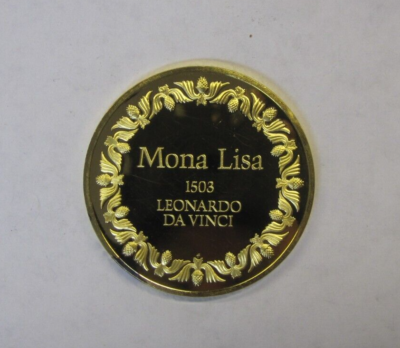 Mona Lisa
1503
LEONARDO
DA VINCI